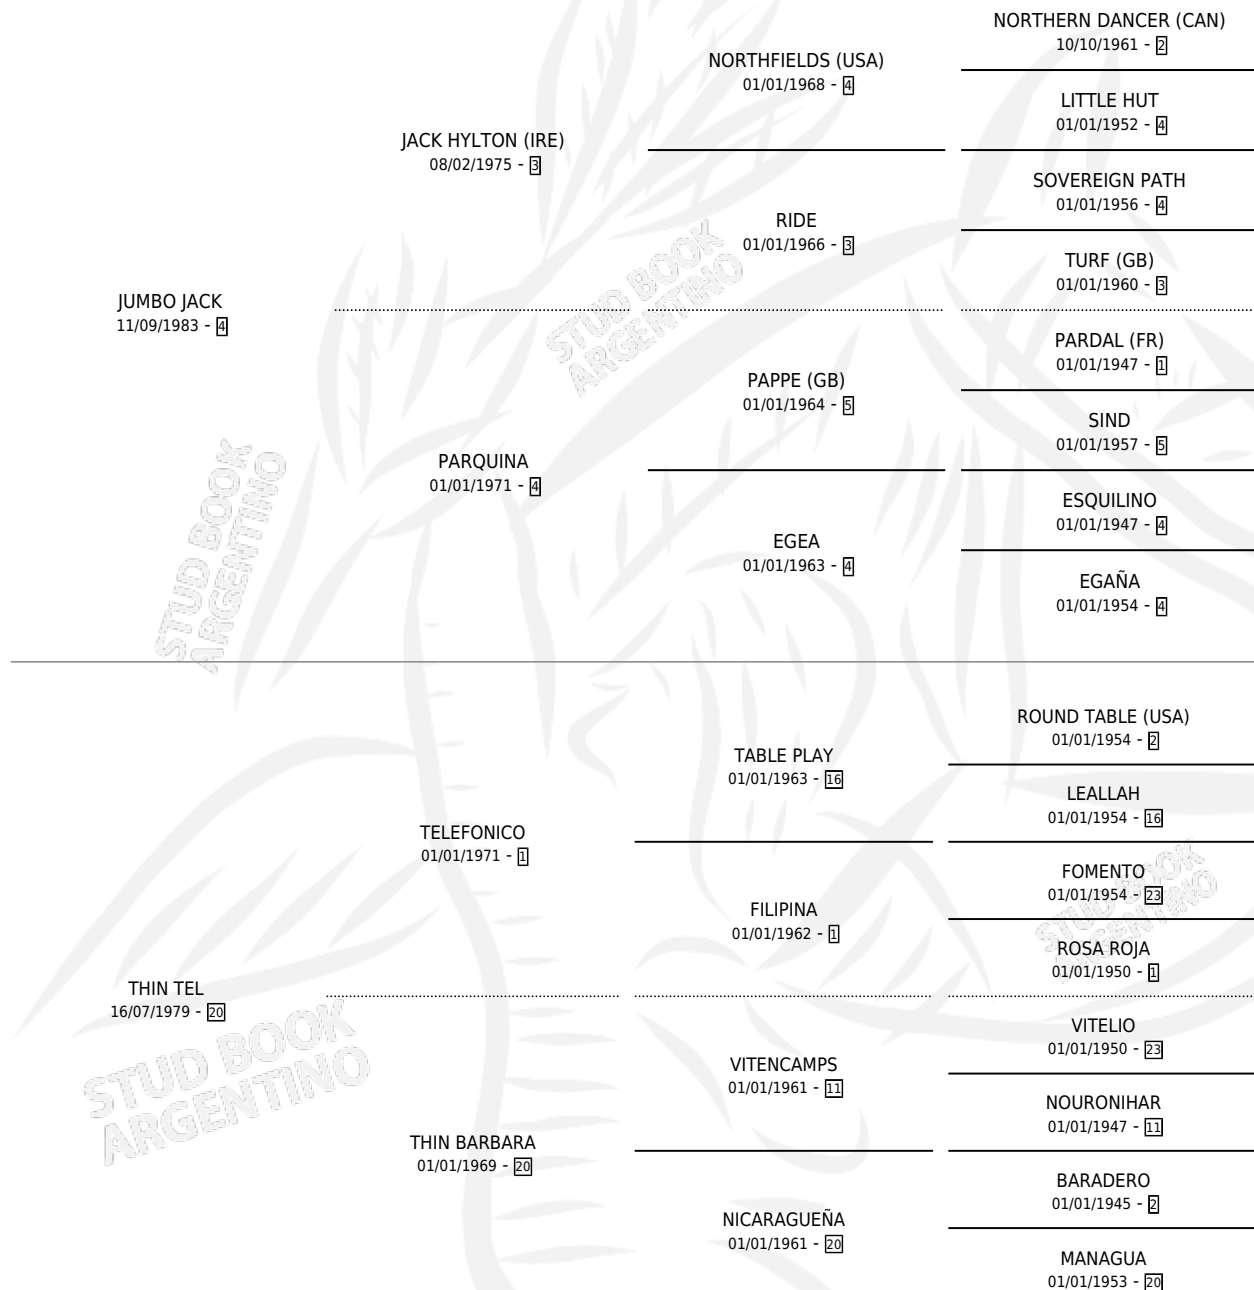 NORTHERN DANCER (CAN)
10/10/1961 - 2
NORTHFIELDS (USA)
01/01/1968 - 4
LITTLE HUT
01/01/1952 - 4
JACK HYLTON (IRE)
08/02/1975 - 3
SOVEREIGN PATH
01/01/1956 - 4
RIDE
01/01/1966 - 3
TURF (GB)
01/01/1960 - 3
JUMBO JACK
11/09/1983 - 4
PARDAL (FR)
01/01/1947 - 1
PAPPE (GB)
01/01/1964 - 5
SIND
01/01/1957 - 5
PARQUINA
01/01/1971 - 4
ESQUILINO
01/01/1947 - 4
EGEA
01/01/1963 - 4
EGAÑA
01/01/1954 - 4
STUD BOOK
ARGENTINO
STUD BOOK
ARGENTINO
ROUND TABLE (USA)
01/01/1954 - 2
TABLE PLAY
01/01/1963 - 16
LEALLAH
01/01/1954 - 16
TELEFONICO
01/01/1971 - 1
FOMENTO
01/01/1954 - 23
FILIPINA
01/01/1962 - 1
ROSA ROJA
01/01/1950 - 1
STUD BOOK
ARGENTINO
THIN TEL
16/07/1979 - 20
VITELIO
01/01/1950 - 23
VITENCAMPS
01/01/1961 - 11
NOURONIHAR
01/01/1947 - 11
STUD BOOK
ARGENTINO
THIN BARBARA
01/01/1969 - 20
BARADERO
01/01/1945 - 2
NICARAGUEÑA
01/01/1961 - 20
MANAGUA
01/01/1953 - 20